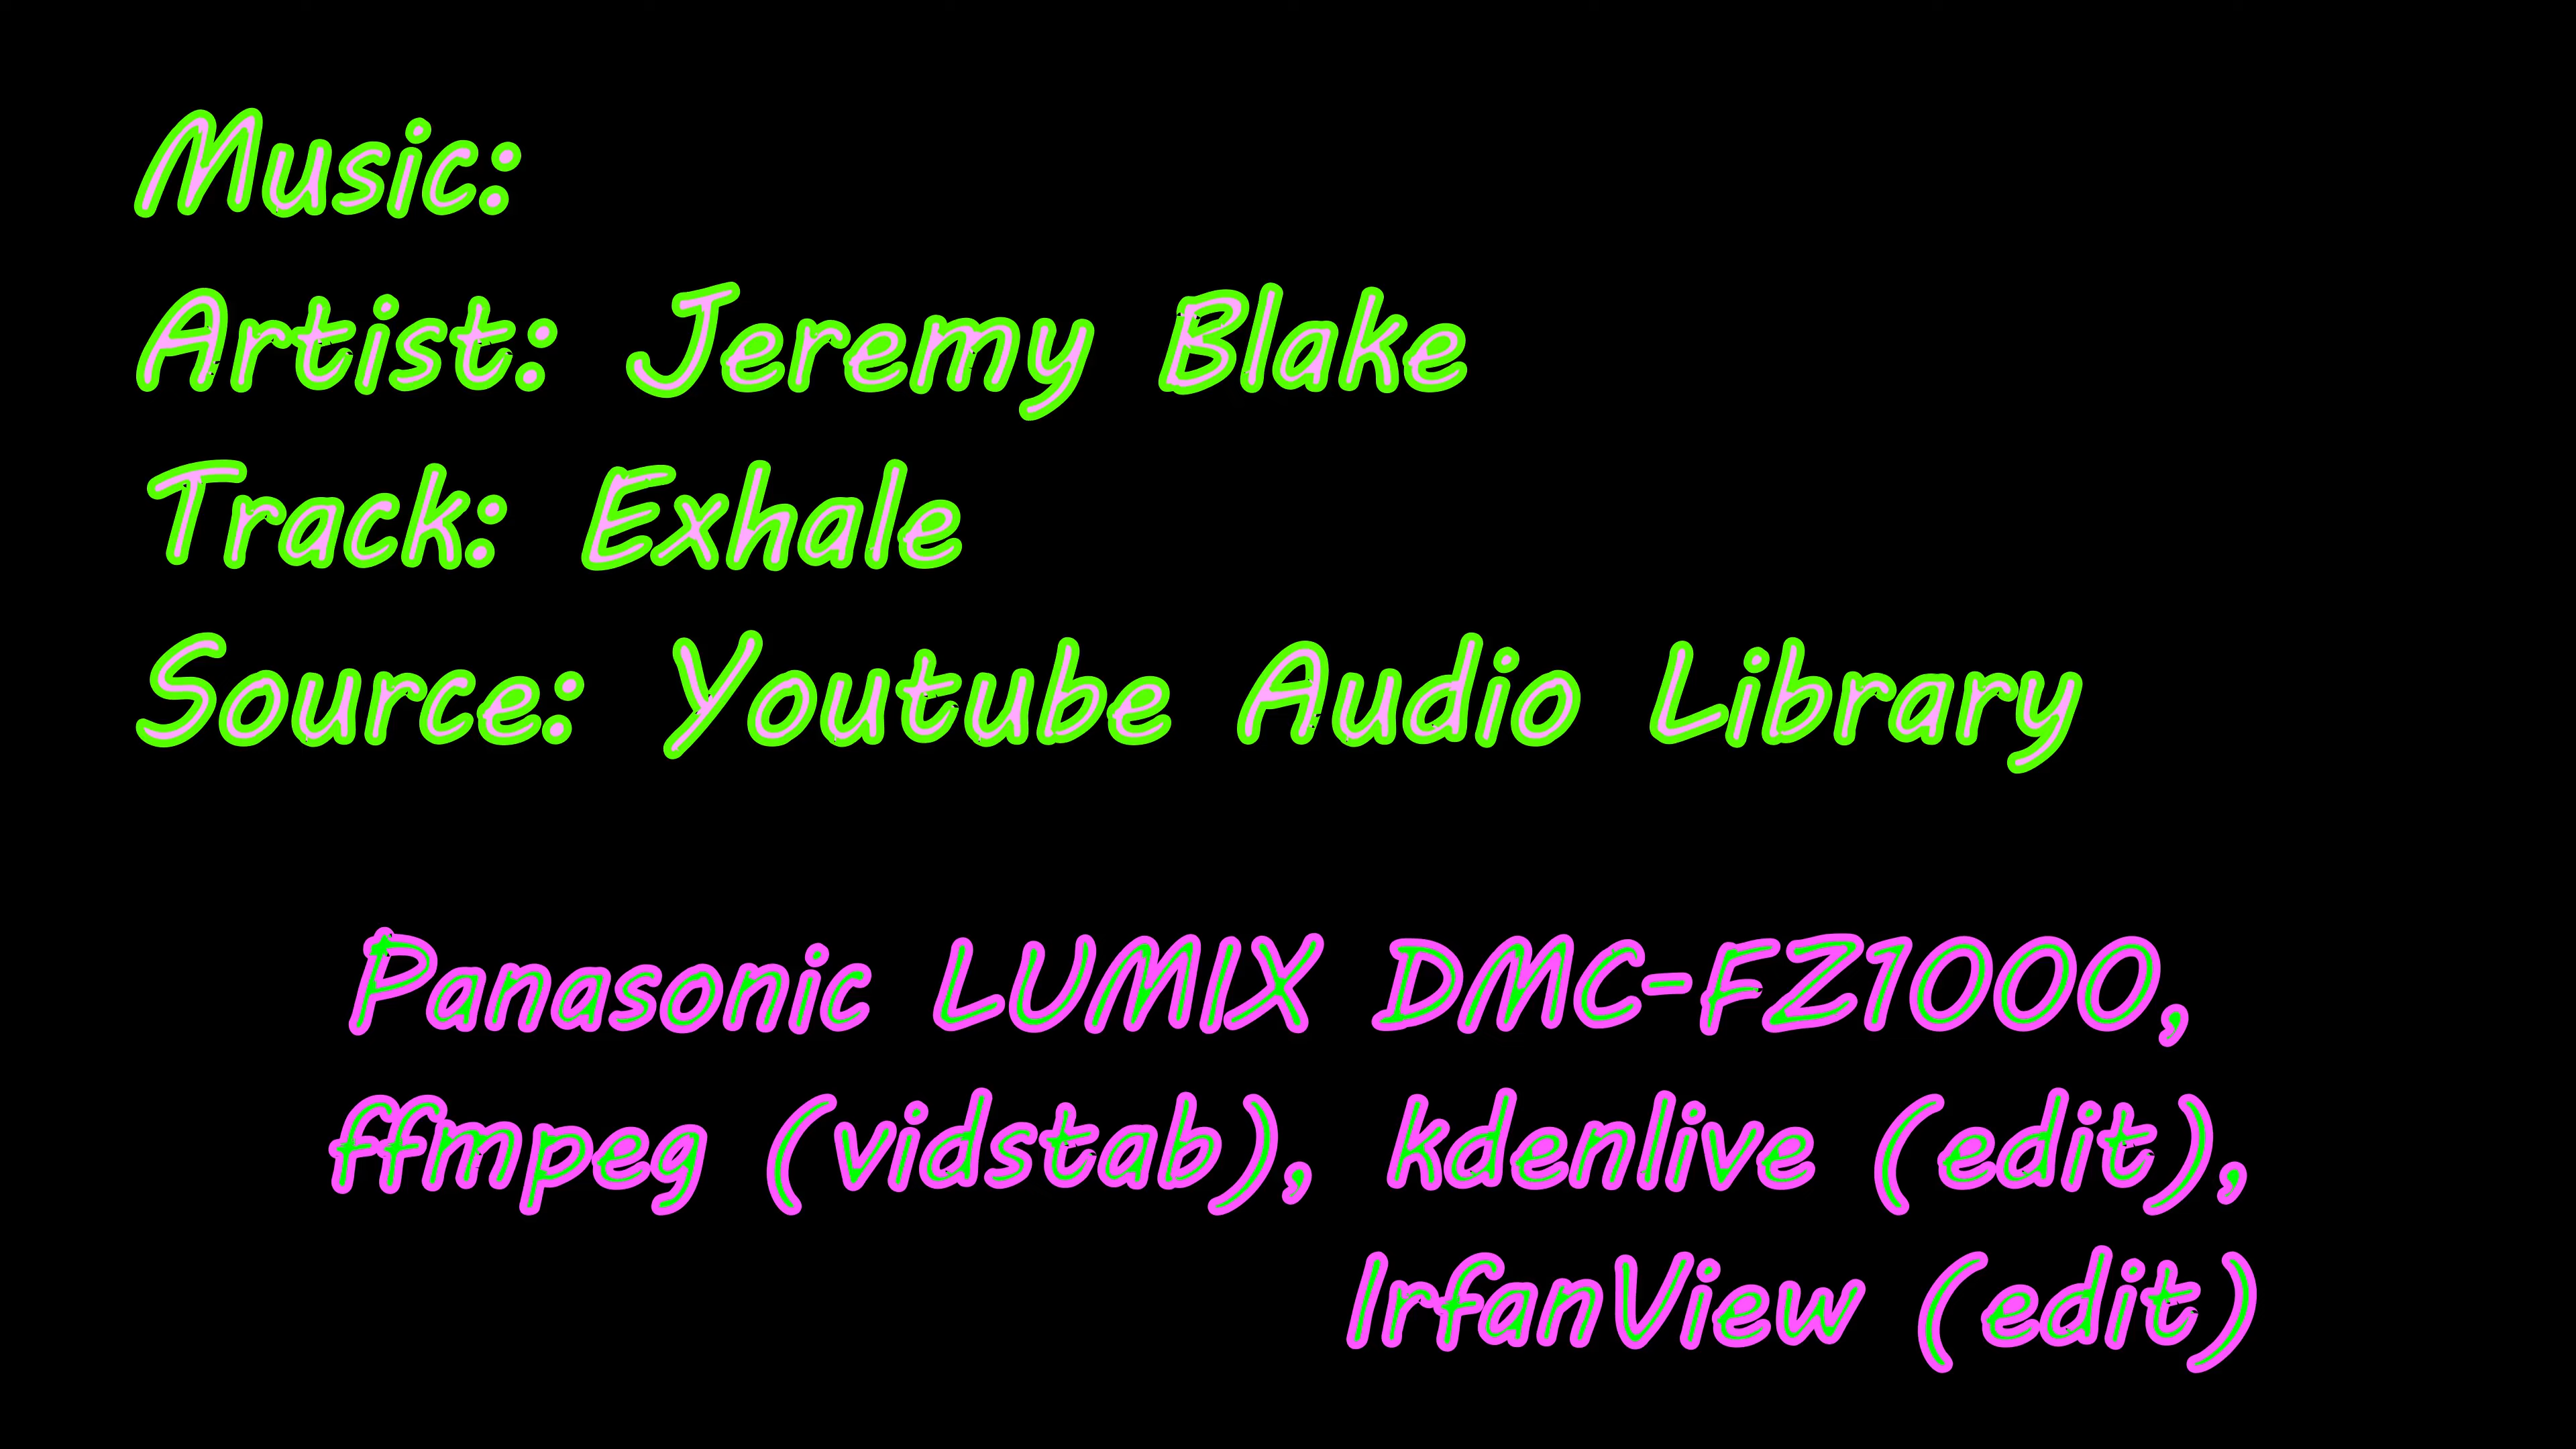 Music:
Artist: Jeremy Blake
Track: Exhale
Source: Youtube Audio Library
Panasonic LUMIX DMC-FZ1000,
ffmpeg (vidstab), kdenlive (edit),
IrfanView (edit)